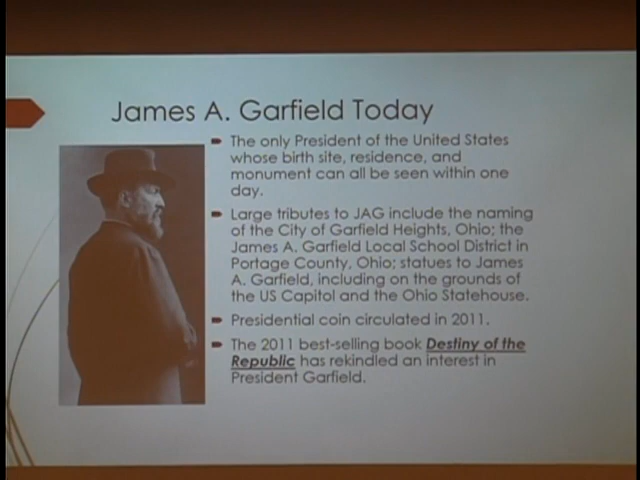 James A. Garfield Today
The only President of the United States
whose birth site, residence, and
monument can all be seen within one
day.
Large tributes to JAG include the naming
of the City of Garfield Heights, Ohio; the
James A. Garfield Local School District in
Portage County, Ohio; statues to James
A. Garfield, including on the grounds of
the US Capitol and the Ohio Statehouse.
Presidential coin circulated in 2011.
The 2011 best-selling book Destiny of the
Republic has rekindled an interest in
President Garfield.